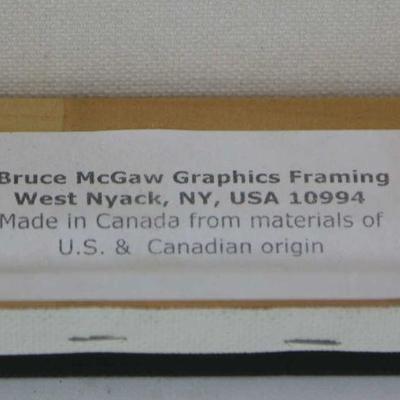 Bruce McGaw Graphics Framing
West Nyack, NY, USA 10994
Made in Canada from materials of
U.S. & Canadian origin